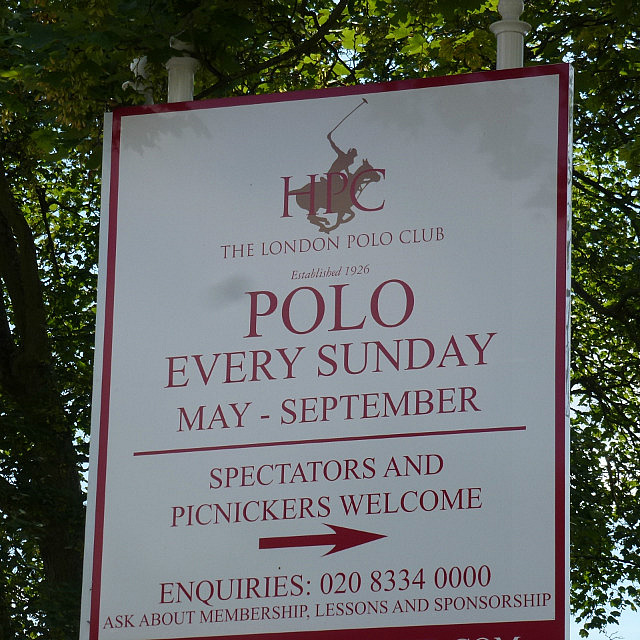 HPC
THE LONDON POLO CLUB
Established 1926
POLO
EVERY SUNDAY
MAY - SEPTEMBER
SPECTATORS AND
PICNICKERS WELCOME
ENQUIRIES: 020 8334 0000
ASK ABOUT MEMBERSHIP, LESSONS AND SPONSORSHIP